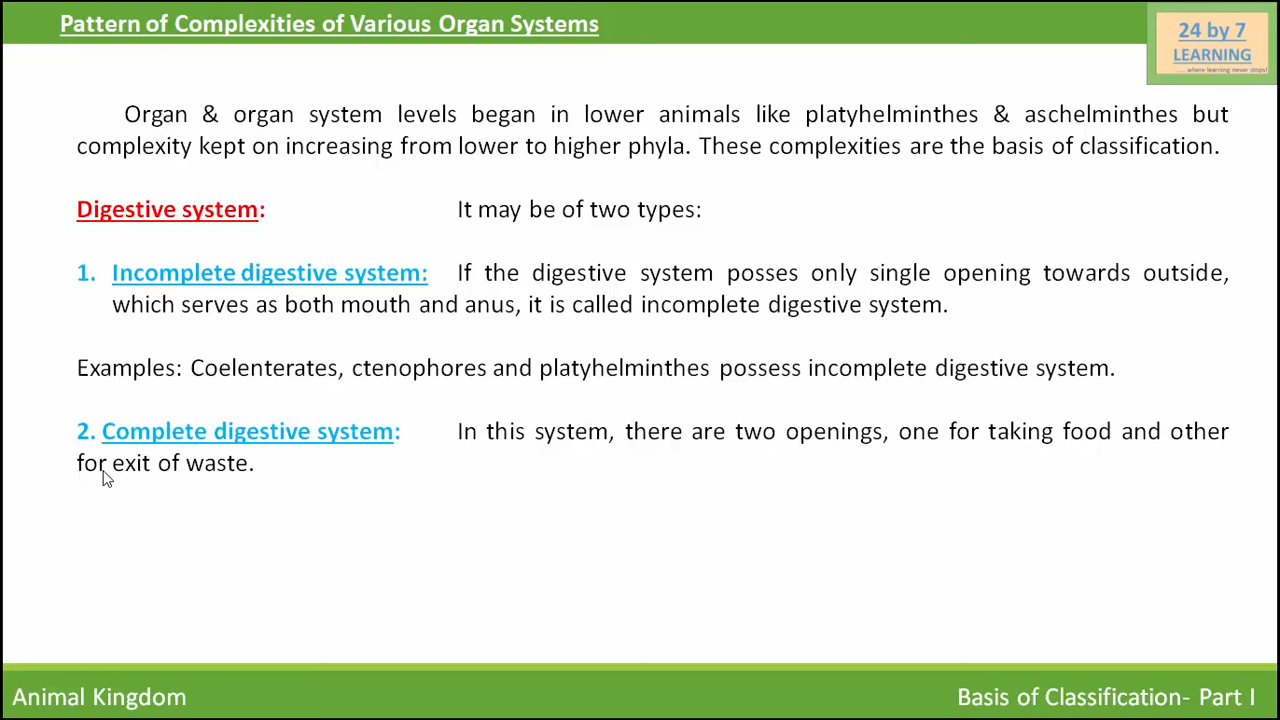 Pattern of Complexities of Various Organ Systems
24 by 7
LEARNING
.....where learning never stops!
Organ & organ system levels began in lower animals like platyhelminthes & aschelminthes but
complexity kept on increasing from lower to higher phyla. These complexities are the basis of classification.
Digestive system: It may be of two types:
1. Incomplete digestive system: If the digestive system posses only single opening towards outside,
which serves as both mouth and anus, it is called incomplete digestive system.
Examples: Coelenterates, ctenophores and platyhelminthes possess incomplete digestive system.
2. Complete digestive system: In this system, there are two openings, one for taking food and other
for exit of waste.
Animal Kingdom
Basis of Classification- Part I